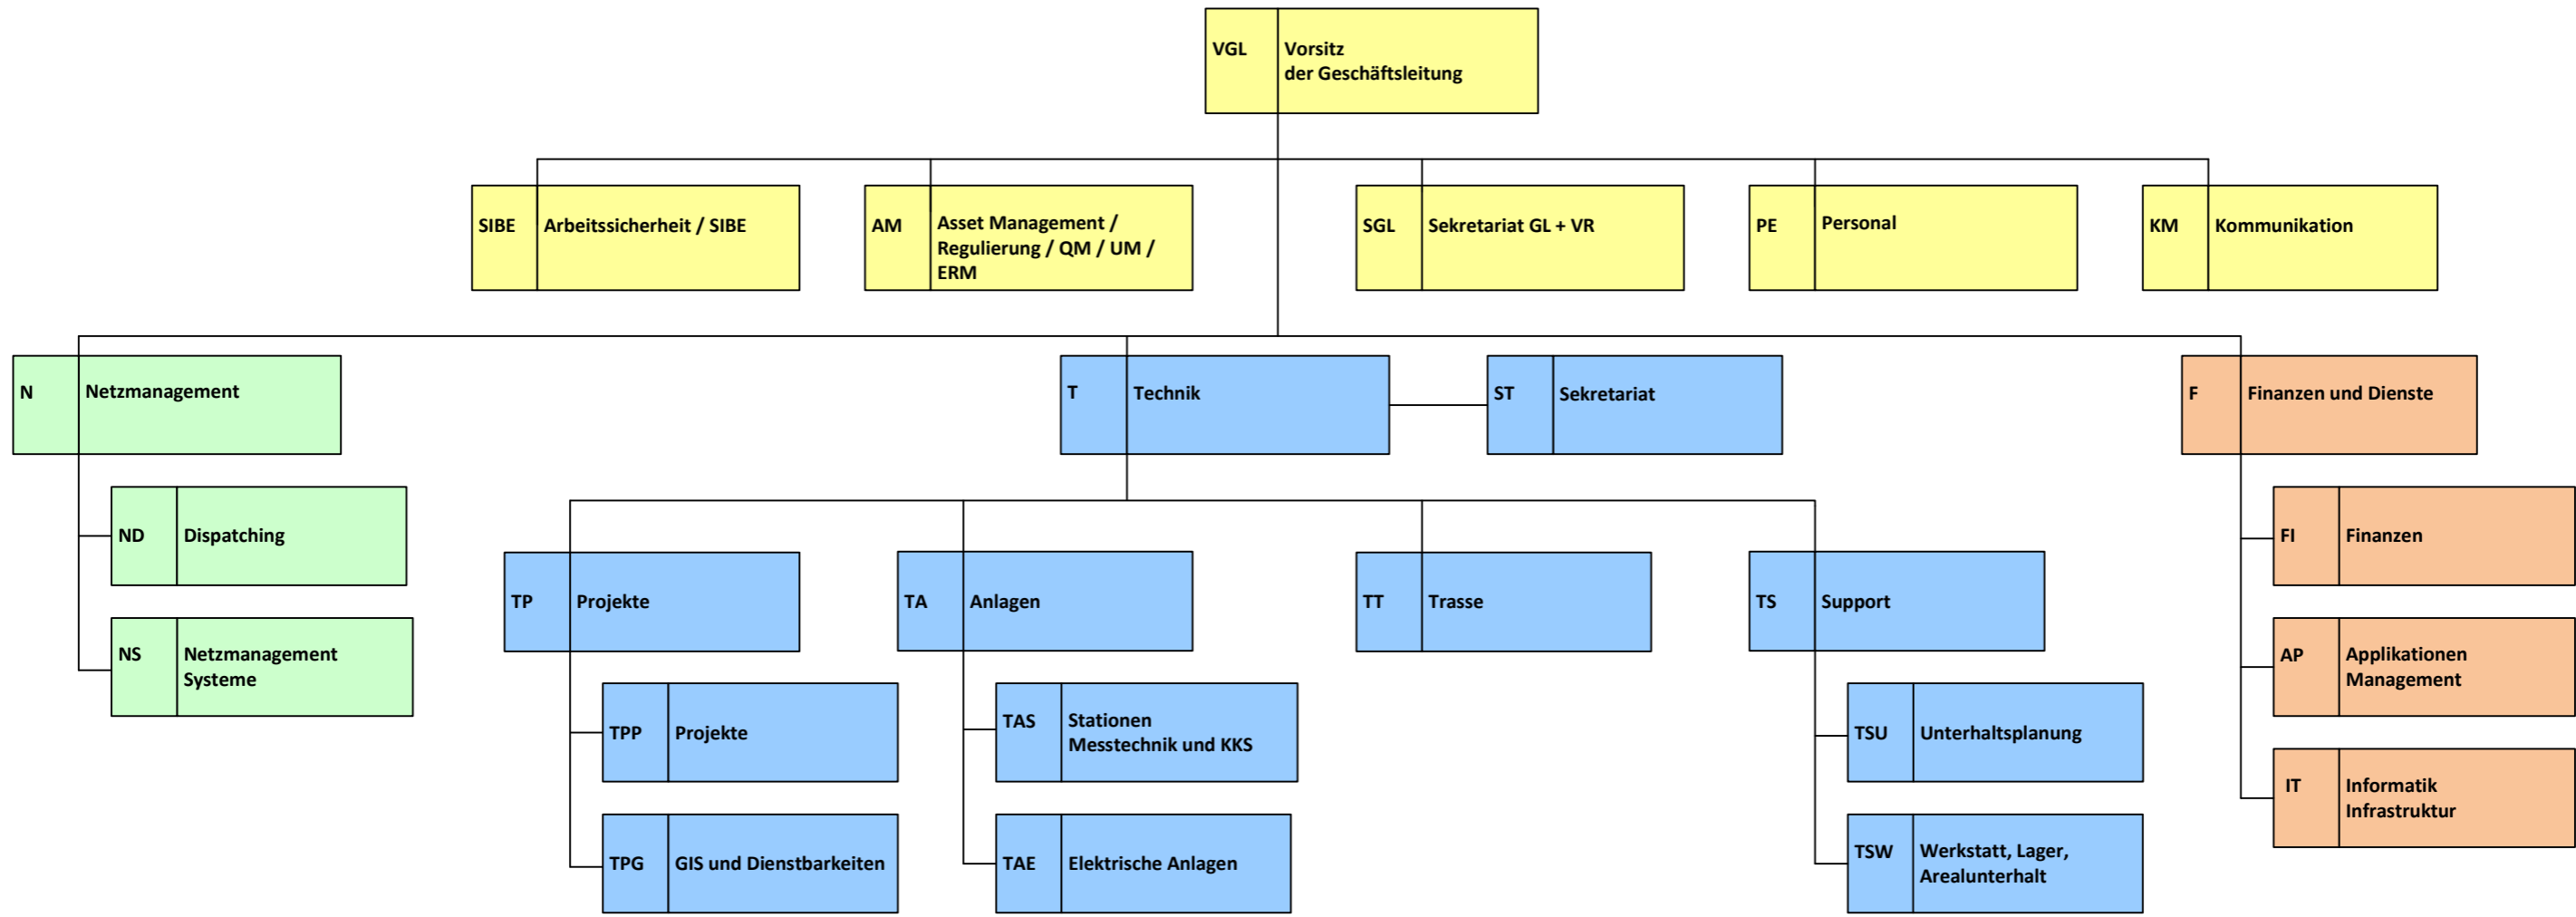 VGL
Vorsitz
der Geschäftsleitung
SIBE
Arbeitssicherheit / SIBE
AM
Asset Management /
Regulierung / QM / UM /
ERM
SGL
Sekretariat GL + VR
PE
Personal
KM
Kommunikation
N
Netzmanagement
T
Technik
ST
Sekretariat
F
Finanzen und Dienste
ND
Dispatching
NS
Netzmanagement
Systeme
TP
Projekte
TA
Anlagen
TT
Trasse
TS
Support
FI
Finanzen
AP
Applikationen
Management
IT
Informatik
Infrastruktur
TPP
Projekte
TAS
Stationen
Messtechnik und KKS
TSU
Unterhaltsplanung
TPG
GIS und Dienstbarkeiten
TAE
Elektrische Anlagen
TSW
Werkstatt, Lager,
Arealunterhalt